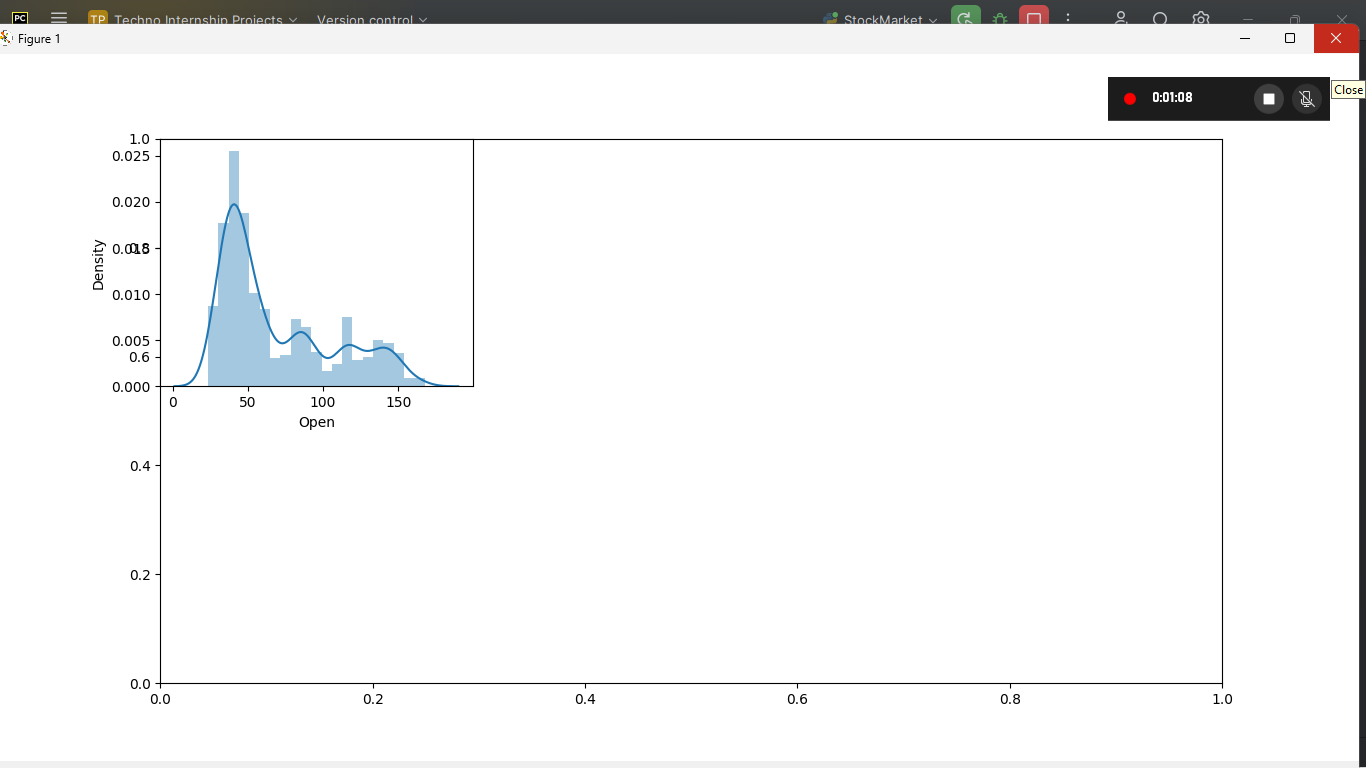 PC TP Techno Internship Projects Version control StockMarket
Figure 1
Close
0:01:08
1.0
0.025
0.020
0.015
0.8
Density
0.010
0.005
0.6
0.000
0 50 100 150
Open
0.4
0.2
0.0
0.0 0.2 0.4 0.6 0.8 1.0